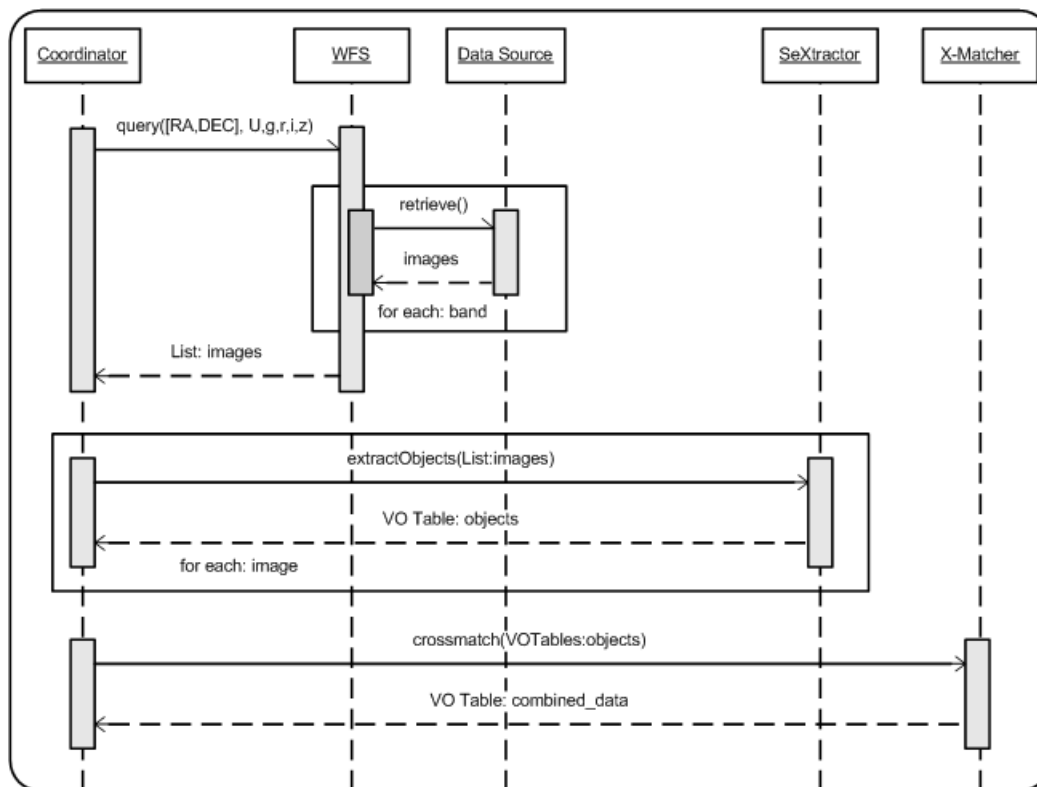 Coordinator
WFS
Data Source
SeXtractor
X-Matcher
query([RA,DEC], U,g,r,i,z)
retrieve()
images
for each: band
List: images
extractObjects(List:images)
VO Table: objects
for each: image
crossmatch(VOTables:objects)
VO Table: combined_data